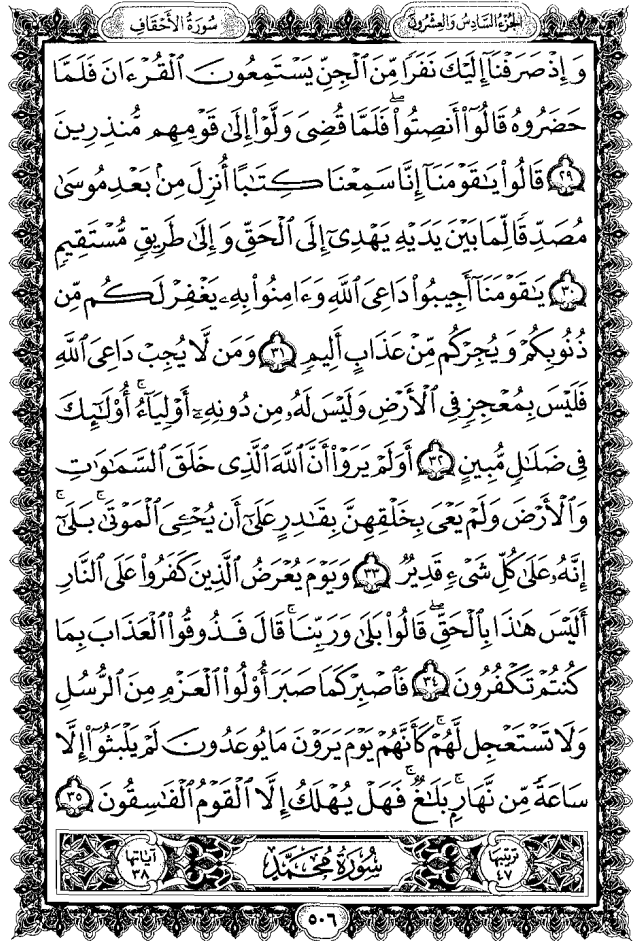 الجزء السادس والعشرون
سورة الأحقاف
وَإِذْ صَرَفْنَآ إِلَيْكَ نَفَرًا مِّنَ ٱلْجِنِّ يَسْتَمِعُونَ ٱلْقُرْءَانَ فَلَمَّا
حَضَرُوهُ قَالُوٓا۟ أَنصِتُوا۟ ۖ فَلَمَّا قُضِىَ وَلَّوْا۟ إِلَىٰ قَوْمِهِم مُّنذِرِينَ
٢٩ قَالُوا۟ يَٰقَوْمَنَآ إِنَّا سَمِعْنَا كِتَٰبًا أُنزِلَ مِنۢ بَعْدِ مُوسَىٰ
مُصَدِّقًا لِّمَا بَيْنَ يَدَيْهِ يَهْدِىٓ إِلَى ٱلْحَقِّ وَإِلَىٰ طَرِيقٍ مُّسْتَقِيمٍ
٣٠ يَٰقَوْمَنَآ أَجِيبُوا۟ دَاعِىَ ٱللَّهِ وَءَامِنُوا۟ بِهِۦ يَغْفِرْ لَكُم مِّن
ذُنُوبِكُمْ وَيُجِرْكُم مِّنْ عَذَابٍ أَلِيمٍ ٣١ وَمَن لَّا يُجِبْ دَاعِىَ ٱللَّهِ
فَلَيْسَ بِمُعْجِزٍ فِى ٱلْأَرْضِ وَلَيْسَ لَهُۥ مِن دُونِهِۦٓ أَوْلِيَآءُ ۚ أُو۟لَٰٓئِكَ
فِى ضَلَٰلٍ مُّبِينٍ ٣٢ أَوَلَمْ يَرَوْا۟ أَنَّ ٱللَّهَ ٱلَّذِى خَلَقَ ٱلسَّمَٰوَٰتِ
وَٱلْأَرْضَ وَلَمْ يَعْىَ بِخَلْقِهِنَّ بِقَٰدِرٍ عَلَىٰٓ أَن يُحْۦِىَ ٱلْمَوْتَىٰ ۚ بَلَىٰٓ
إِنَّهُۥ عَلَىٰ كُلِّ شَىْءٍ قَدِيرٌ ٣٣ وَيَوْمَ يُعْرَضُ ٱلَّذِينَ كَفَرُوا۟ عَلَى ٱلنَّارِ
أَلَيْسَ هَٰذَا بِٱلْحَقِّ ۖ قَالُوا۟ بَلَىٰ وَرَبِّنَا ۚ قَالَ فَذُوقُوا۟ ٱلْعَذَابَ بِمَا
كُنتُمْ تَكْفُرُونَ ٣٤ فَٱصْبِرْ كَمَا صَبَرَ أُو۟لُوا۟ ٱلْعَزْمِ مِنَ ٱلرُّسُلِ
وَلَا تَسْتَعْجِل لَّهُمْ ۚ كَأَنَّهُمْ يَوْمَ يَرَوْنَ مَا يُوعَدُونَ لَمْ يَلْبَثُوٓا۟ إِلَّا
سَاعَةً مِّن نَّهَارٍۭ ۚ بَلَٰغٌ ۚ فَهَلْ يُهْلَكُ إِلَّا ٱلْقَوْمُ ٱلْفَٰسِقُونَ ٣٥
ترتيبها ٤٧
سورة محمد
آياتها ٣٨
٥٠٦